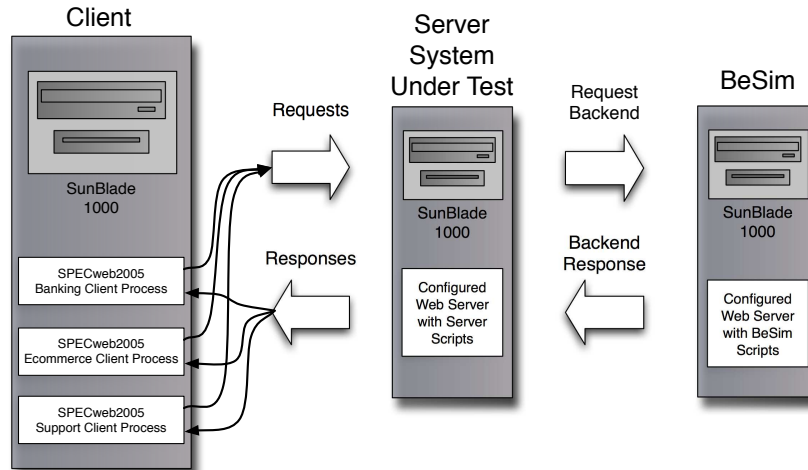 Client
SunBlade
1000
SPECweb2005
Banking Client Process
SPECweb2005
Ecommerce Client Process
SPECweb2005
Support Client Process
Requests
Responses
Server
System
Under Test
SunBlade
1000
Configured
Web Server
with Server
Scripts
Request
Backend
Backend
Response
BeSim
SunBlade
1000
Configured
Web Server
with BeSim
Scripts